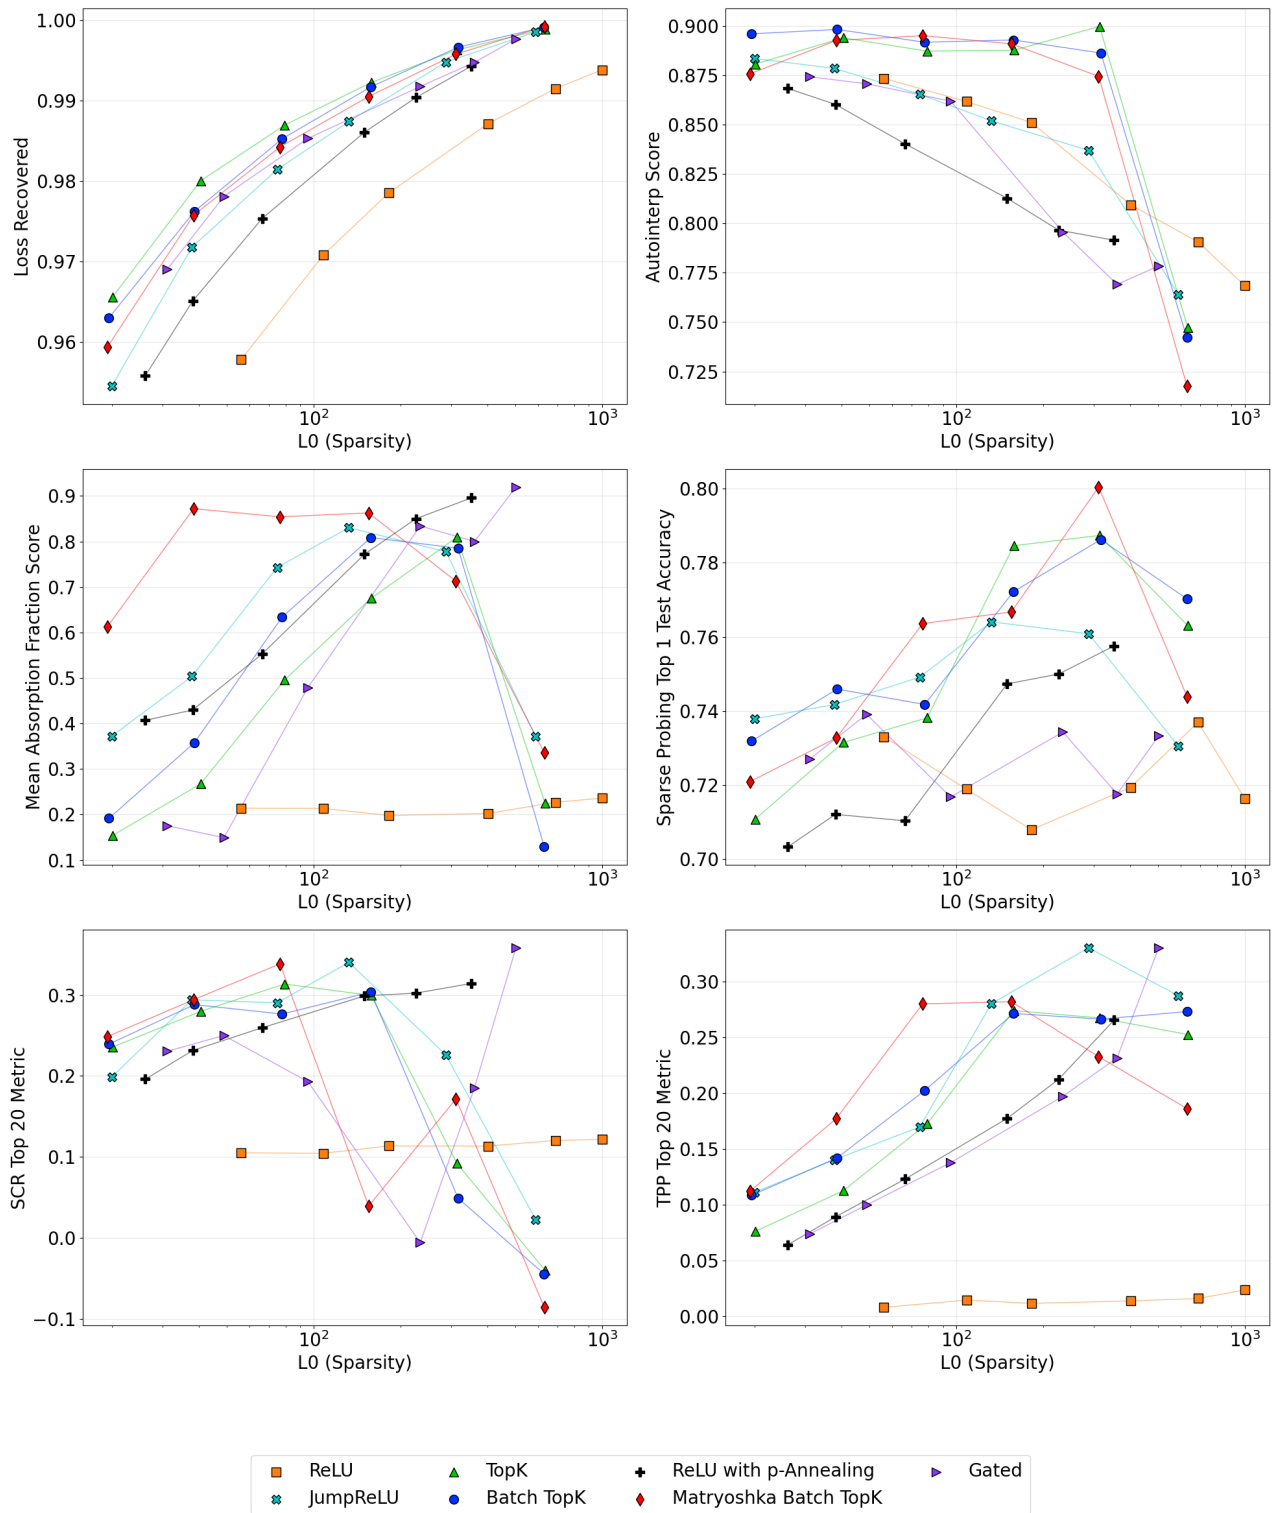 Loss Recovered
1.00
0.99
0.98
0.97
0.96
10²
10³
L0 (Sparsity)
Autointerp Score
0.900
0.875
0.850
0.825
0.800
0.775
0.750
0.725
10²
10³
L0 (Sparsity)
Mean Absorption Fraction Score
0.9
0.8
0.7
0.6
0.5
0.4
0.3
0.2
0.1
10²
10³
L0 (Sparsity)
Sparse Probing Top 1 Test Accuracy
0.80
0.78
0.76
0.74
0.72
0.70
10²
10³
L0 (Sparsity)
SCR Top 20 Metric
0.3
0.2
0.1
0.0
−0.1
10²
10³
L0 (Sparsity)
TPP Top 20 Metric
0.30
0.25
0.20
0.15
0.10
0.05
0.00
10²
10³
L0 (Sparsity)
ReLU
TopK
ReLU with p-Annealing
Gated
JumpReLU
Batch TopK
Matryoshka Batch TopK